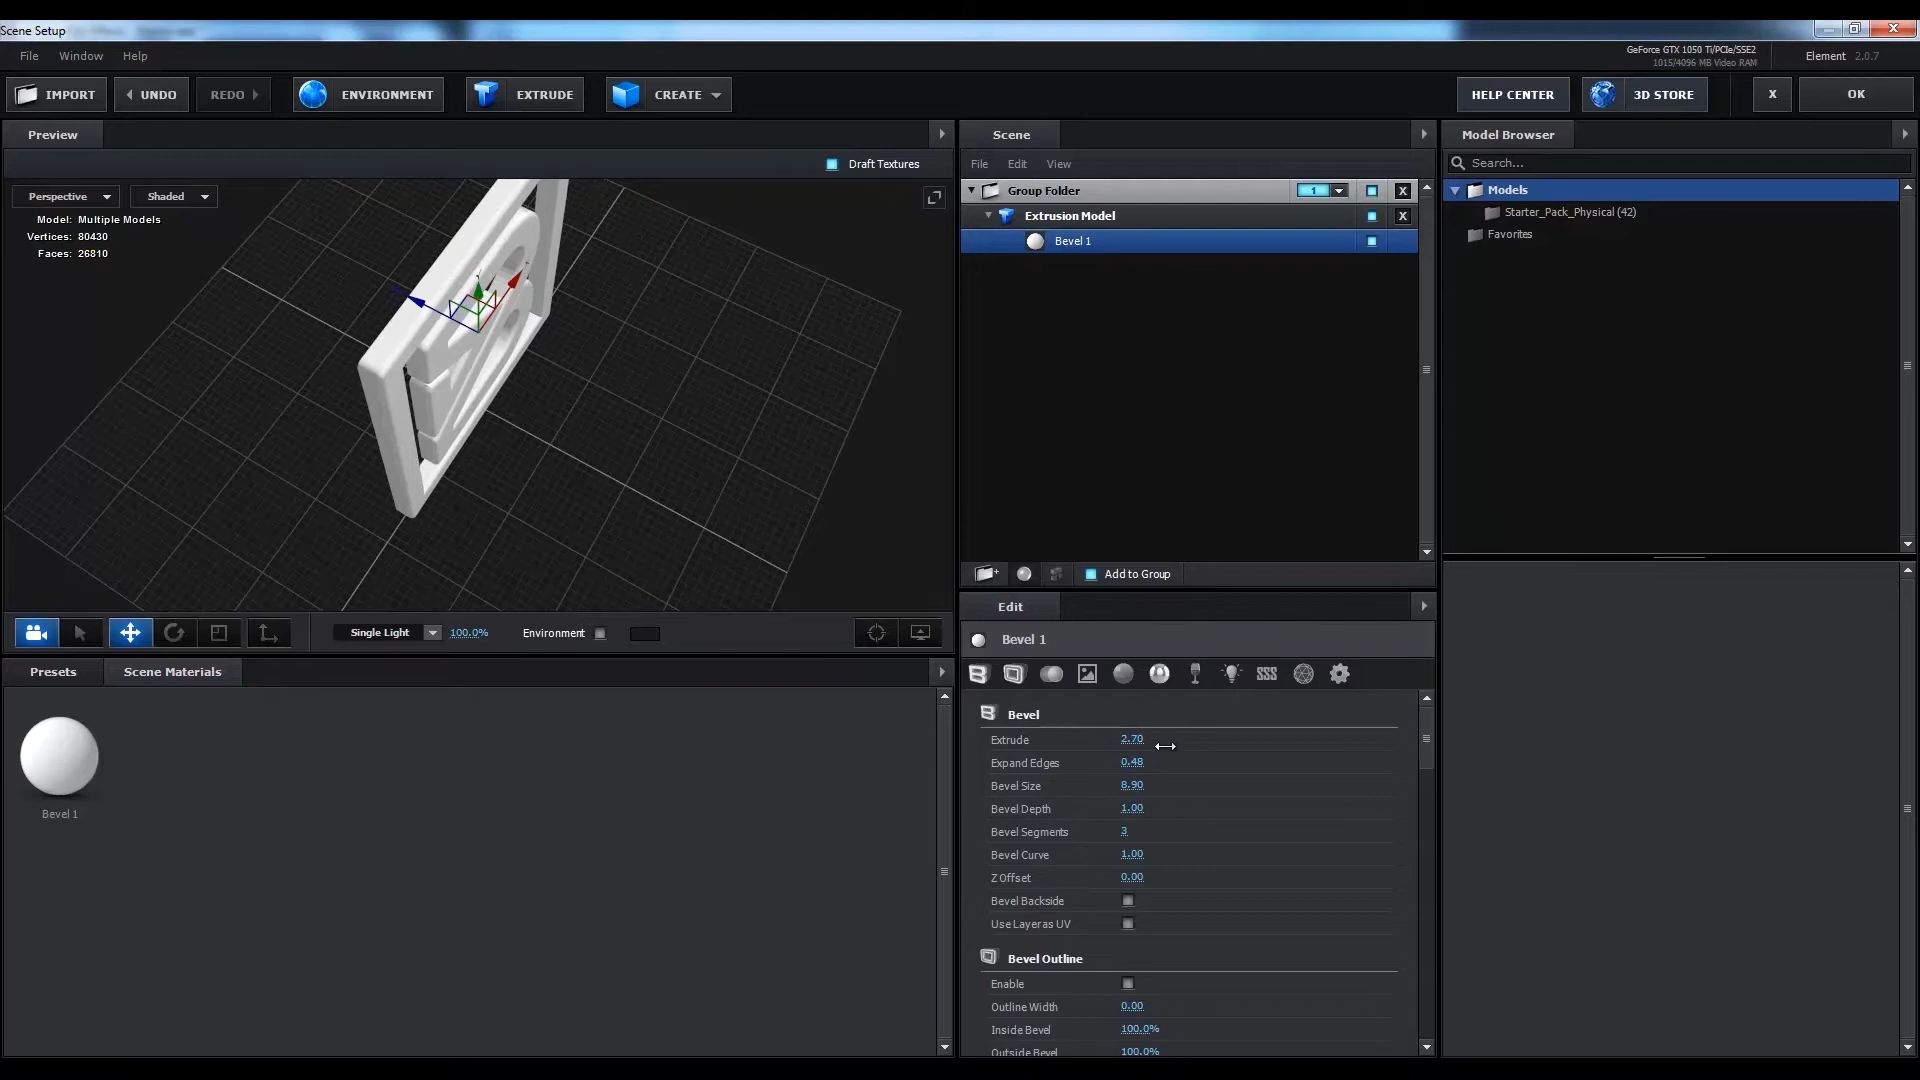 Scene Setup
File Window Help
GeForce GTX 1050 Ti/PCIe/SSE2
1015/4096 MB Video RAM
Element 2.0.7
IMPORT UNDO REDO ENVIRONMENT EXTRUDE CREATE HELP CENTER 3D STORE X OK
Preview
Draft Textures
Perspective Shaded
Model: Multiple Models
Vertices: 80430
Faces: 26810
Single Light 100.0% Environment
Presets Scene Materials
Bevel 1
Scene
File Edit View
Group Folder 1 X
Extrusion Model X
Bevel 1
Add to Group
Edit
Bevel 1
SSS
Bevel
Extrude 2.70
Expand Edges 0.48
Bevel Size 8.90
Bevel Depth 1.00
Bevel Segments 3
Bevel Curve 1.00
Z Offset 0.00
Bevel Backside
Use Layer as UV
Bevel Outline
Enable
Outline Width 0.00
Inside Bevel 100.0%
Outside Bevel 100.0%
Model Browser
Search...
Models
Starter_Pack_Physical (42)
Favorites